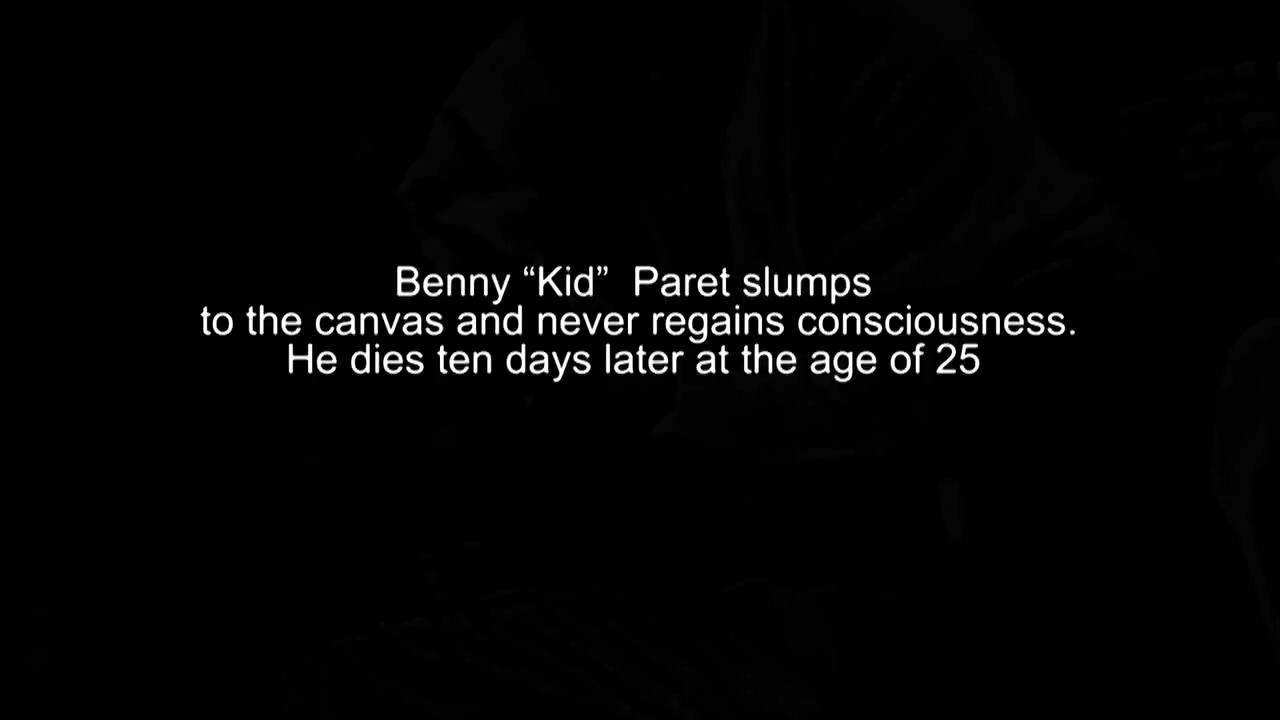 Benny “Kid”  Paret slumps
to the canvas and never regains consciousness.
He dies ten days later at the age of 25